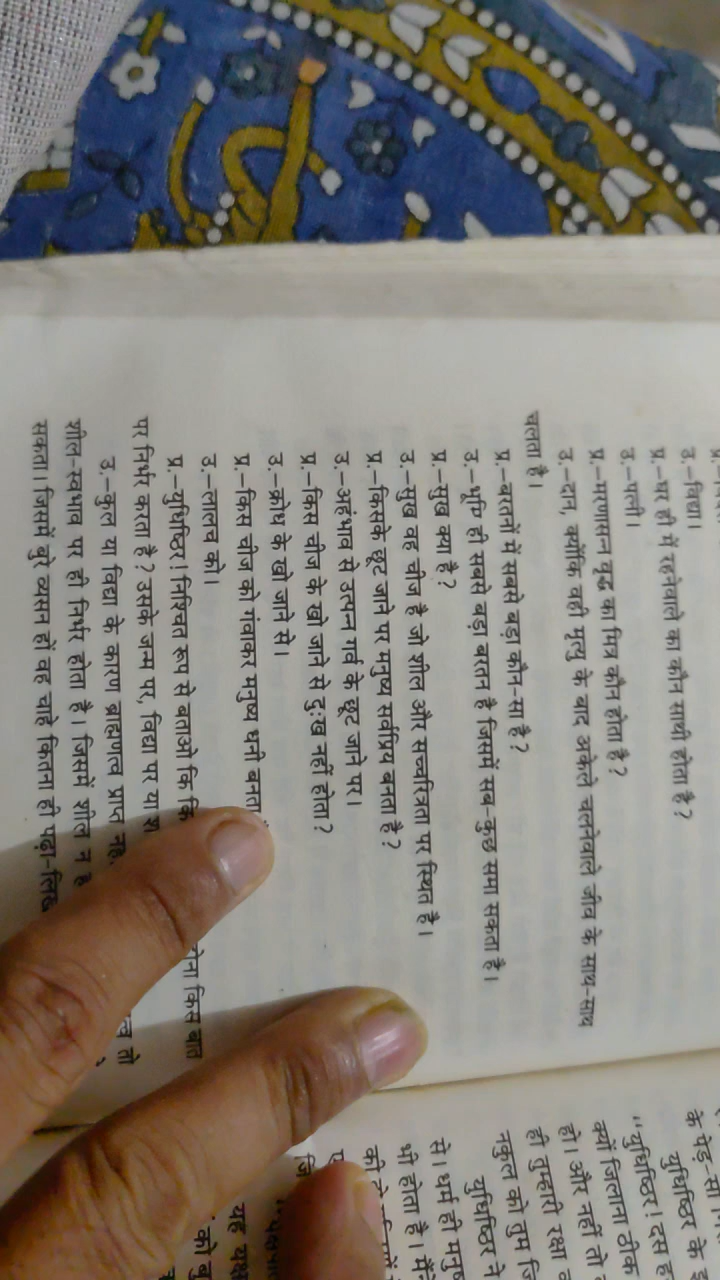 उ.–विद्या।
प्र.–घर ही में रहनेवाले का कौन साथी होता है?
उ.–पत्नी।
प्र.–मरणासन्न वृद्ध का मित्र कौन होता है?
उ.–दान, क्योंकि वही मृत्यु के बाद अकेले चलनेवाले जीव के साथ-साथ
चलता है।
प्र.–बरतनों में सबसे बड़ा कौन-सा है?
उ.–भूमि ही सबसे बड़ा बरतन है जिसमें सब-कुछ समा सकता है।
प्र.–सुख क्या है?
उ.–सुख वह चीज है जो शील और सच्चरित्रता पर स्थित है।
प्र.–किसके छूट जाने पर मनुष्य सर्वप्रिय बनता है?
उ.–अहंभाव से उत्पन्न गर्व के छूट जाने पर।
प्र.–किस चीज के खो जाने से दुःख नहीं होता?
उ.–क्रोध के खो जाने से।
प्र.–किस चीज को गंवाकर मनुष्य धनी बनता
उ.–लालच को।
प्र.–युधिष्ठिर! निश्चित रूप से बताओ कि होना किस बात
पर निर्भर करता है? उसके जन्म पर, विद्या पर या
उ.–कुल या विद्या के कारण ब्राह्मणत्व प्राप्त तो
शील-स्वभाव पर ही निर्भर होता है। जिसमें शील न
सकता। जिसमें बुरे व्यसन हों वह चाहे कितना ही
के पेड़-सा
युधिष्ठिर के
"युधिष्ठिर!
क्यों जिलाना ठीक
हो। और नहीं तो
ही तुम्हारी रक्षा
नकुल को तुम
युधिष्ठिर ने
से। धर्म ही
भी होता है।
की
यह
को